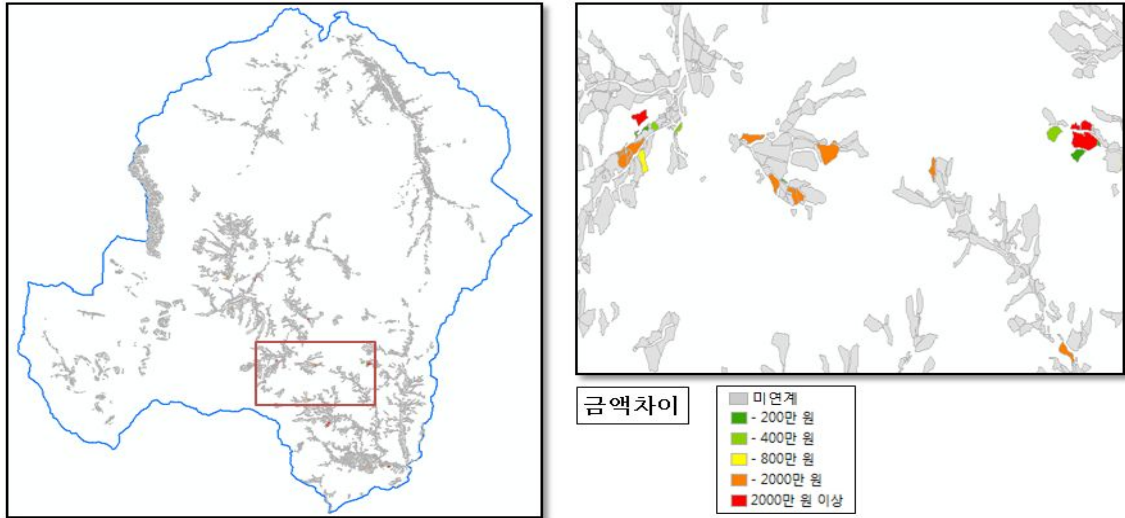 금액차이
미연계
- 200만 원
- 400만 원
- 800만 원
- 2000만 원
2000만 원 이상